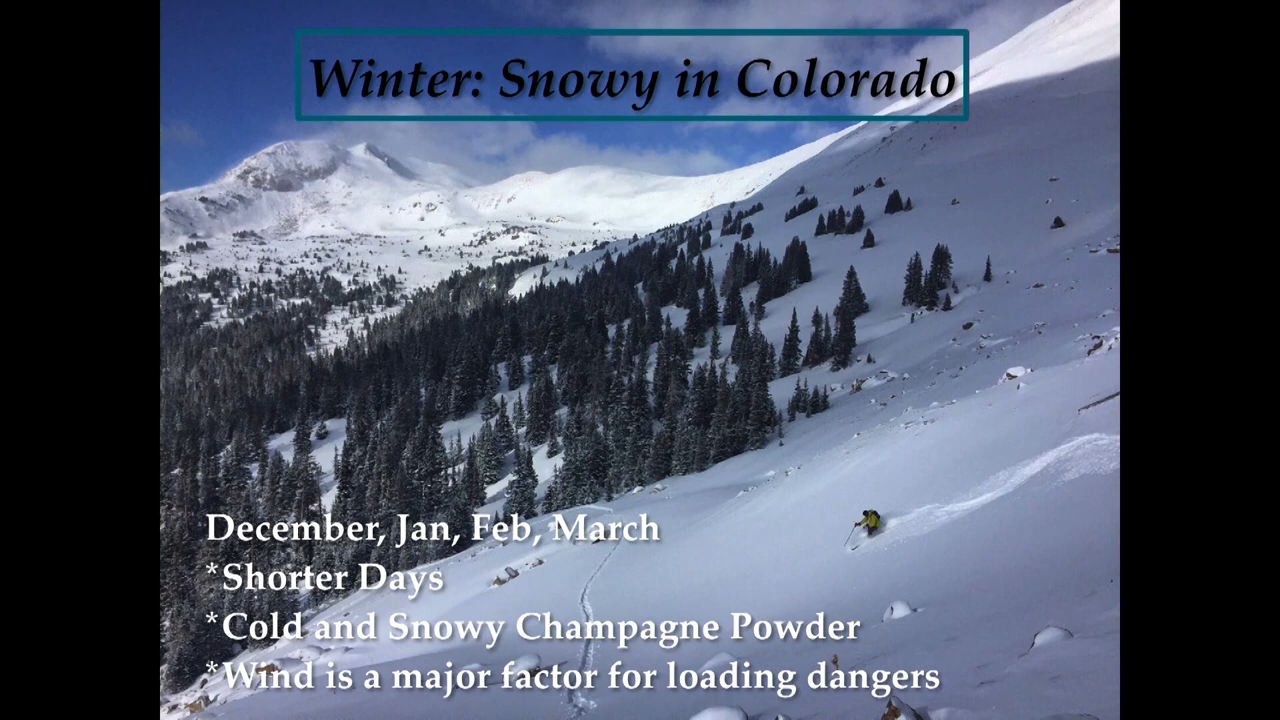 Winter: Snowy in Colorado
December, Jan, Feb, March
*Shorter Days
*Cold and Snowy Champagne Powder
*Wind is a major factor for loading dangers